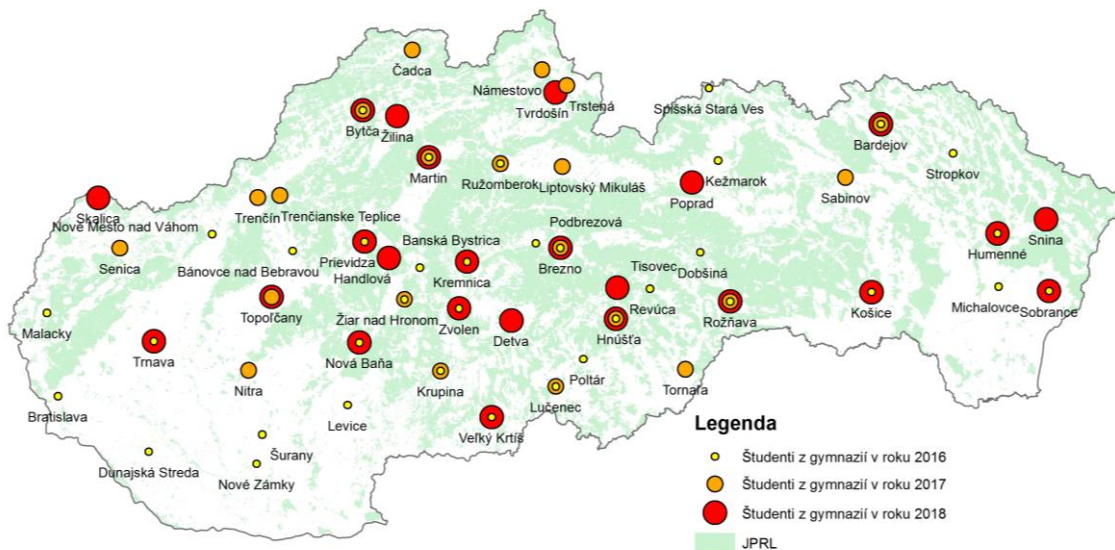 Čadca
Námestovo
Trstená
Tvrdošín
Spišská Stará Ves
Bytča
Žilina
Bardejov
Martin
Ružomberok
Liptovský Mikuláš
Kežmarok
Poprad
Stropkov
Sabinov
Skalica
Trenčín
Trenčianske Teplice
Nové Mesto nad Váhom
Senica
Bánovce nad Bebravou
Prievidza
Handlová
Banská Bystrica
Kremnica
Podbrezová
Brezno
Tisovec
Dobšiná
Snina
Humenné
Michalovce
Sobrance
Malacky
Topoľčany
Žiar nad Hronom
Zvolen
Detva
Revúca
Hnúšťa
Rožňava
Košice
Trnava
Nová Baňa
Nitra
Krupina
Poltár
Lučenec
Tornaľa
Bratislava
Levice
Veľký Krtíš
Šurany
Dunajská Streda
Nové Zámky
Legenda
Študenti z gymnazií v roku 2016
Študenti z gymnazií v roku 2017
Študenti z gymnazií v roku 2018
JPRL